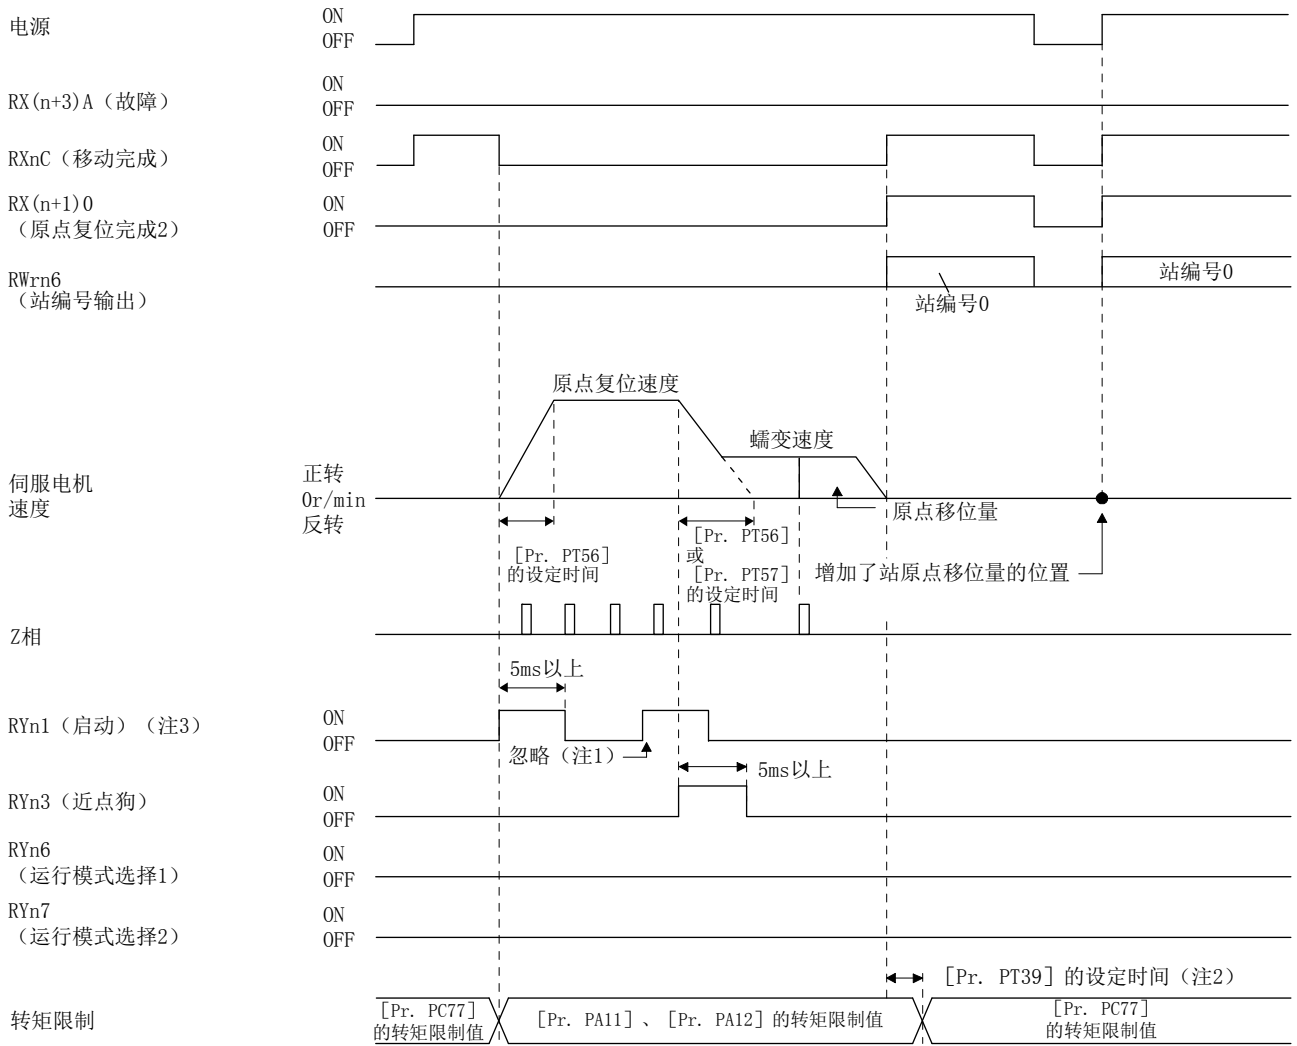 电源
ON
OFF
RX(n+3)A（故障）
ON
OFF
RXnC（移动完成）
ON
OFF
RX(n+1)0
（原点复位完成2）
ON
OFF
RWrn6
（站编号输出）
站编号0
站编号0
原点复位速度
蠕变速度
伺服电机
速度
正转
0r/min
反转
原点移位量
［Pr. PT56］
的设定时间
［Pr. PT56］
或
［Pr. PT57］
的设定时间
增加了站原点移位量的位置
Z相
5ms以上
RYn1（启动）（注3）
ON
OFF
忽略（注1）
5ms以上
RYn3（近点狗）
ON
OFF
RYn6
（运行模式选择1）
ON
OFF
RYn7
（运行模式选择2）
ON
OFF
［Pr. PT39］的设定时间（注2）
转矩限制
［Pr. PC77］
的转矩限制值
［Pr. PA11］、［Pr. PA12］的转矩限制值
［Pr. PC77］
的转矩限制值